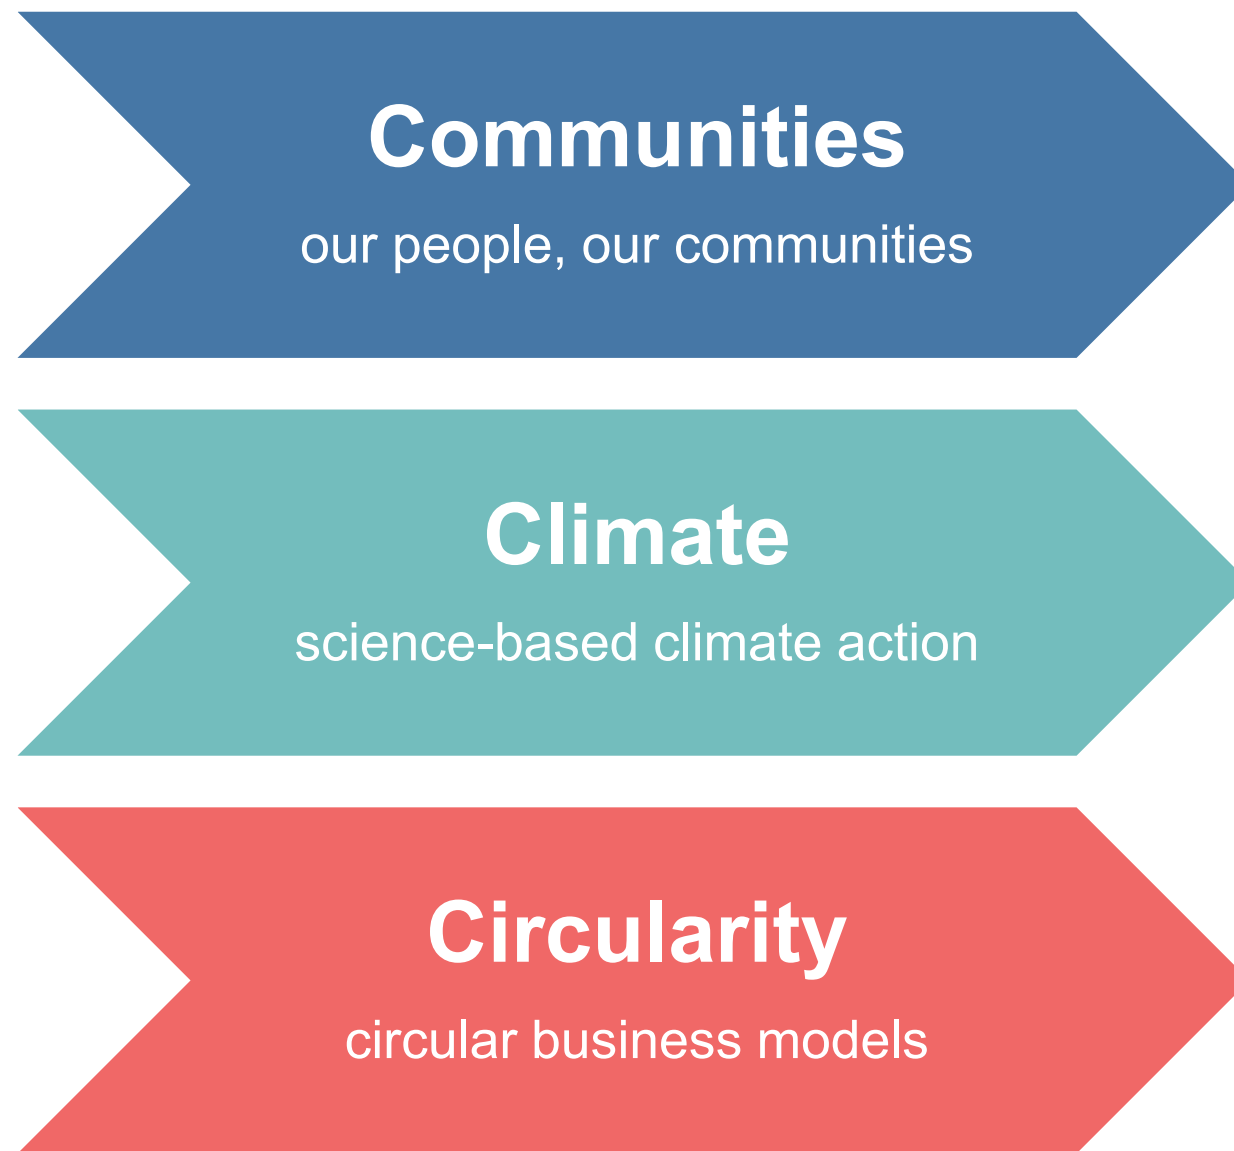 Communities
our people, our communities
Climate
science-based climate action
Circularity
circular business models